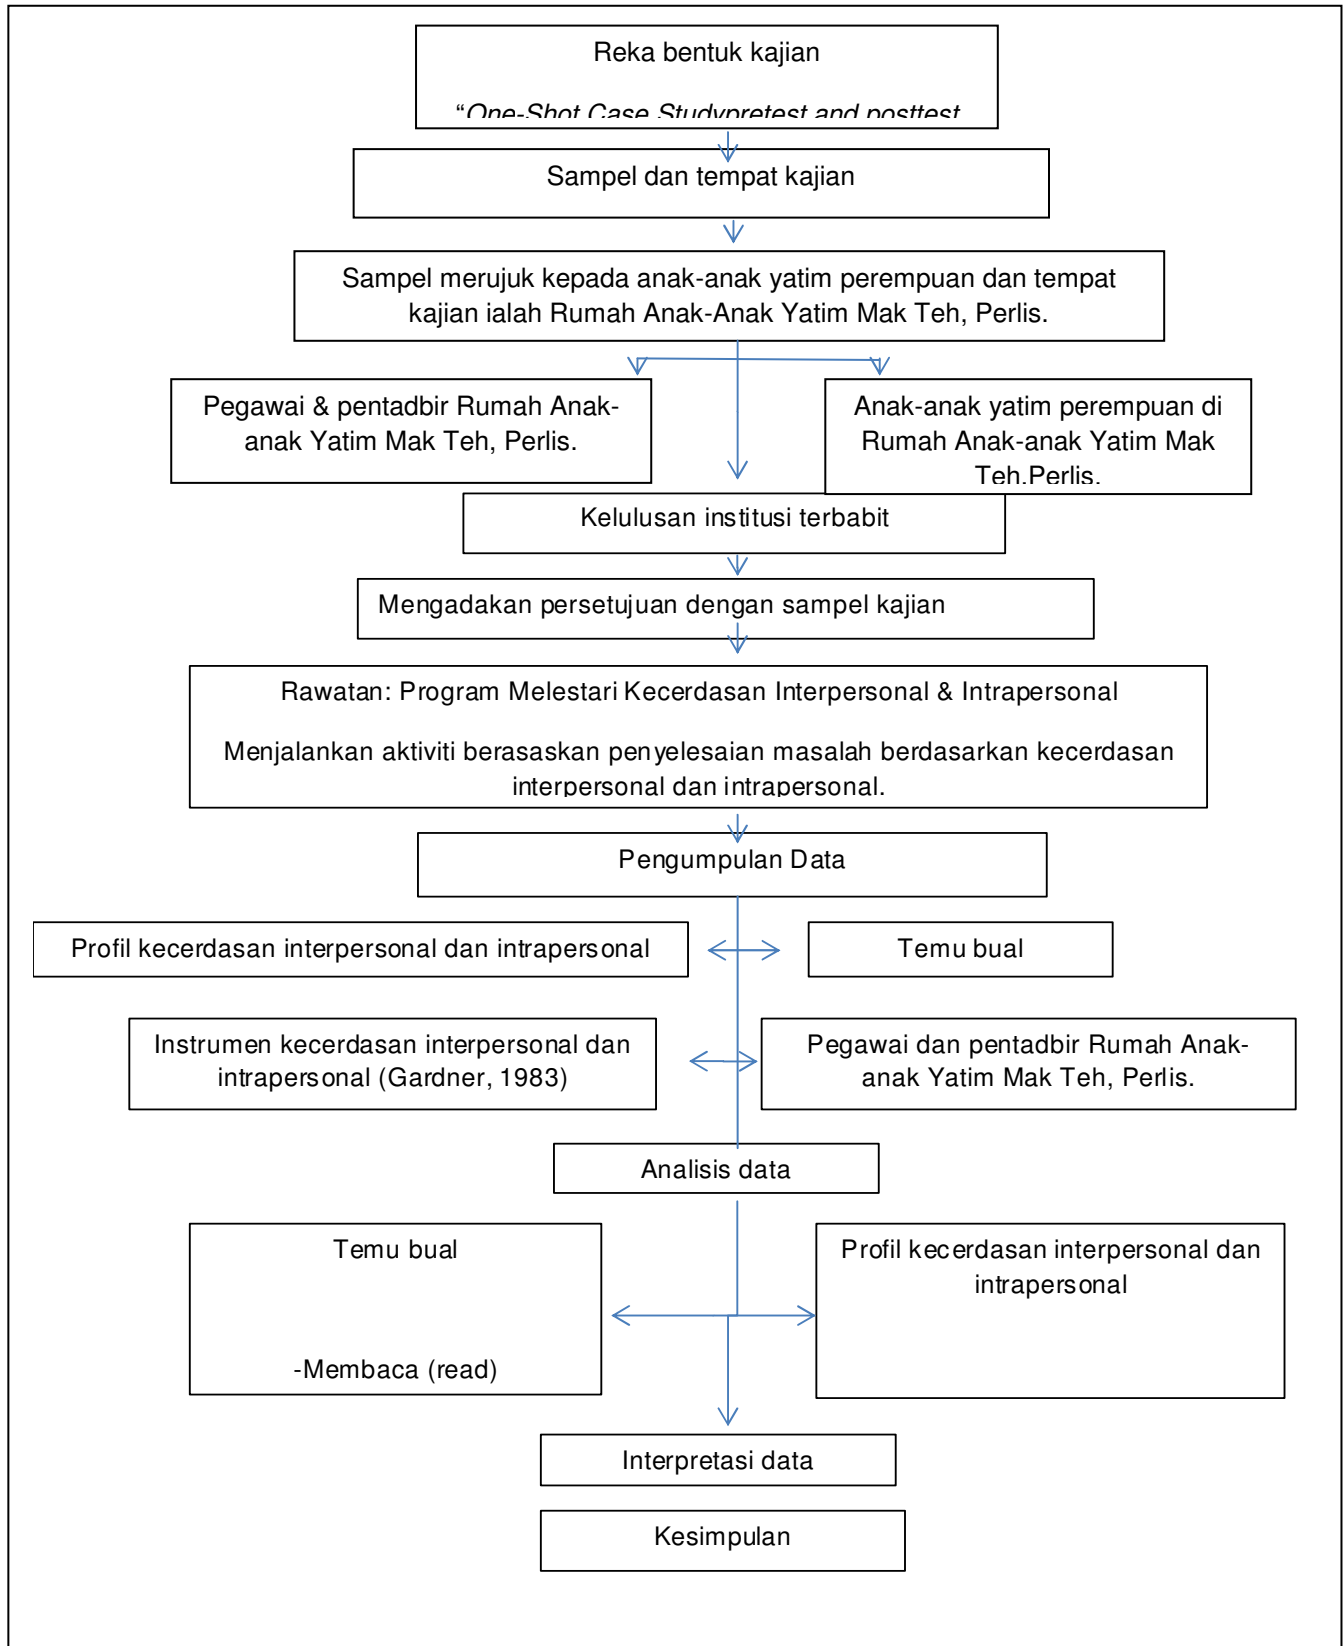 Reka bentuk kajian
“One-Shot Case Studypretest and posttest
Sampel dan tempat kajian
Sampel merujuk kepada anak-anak yatim perempuan dan tempat
kajian ialah Rumah Anak-Anak Yatim Mak Teh, Perlis.
Pegawai & pentadbir Rumah Anak-
anak Yatim Mak Teh, Perlis.
Anak-anak yatim perempuan di
Rumah Anak-anak Yatim Mak
Teh,Perlis.
Kelulusan institusi terbabit
Mengadakan persetujuan dengan sampel kajian
Rawatan: Program Melestari Kecerdasan Interpersonal & Intrapersonal
Menjalankan aktiviti berasaskan penyelesaian masalah berdasarkan kecerdasan
interpersonal dan intrapersonal.
Pengumpulan Data
Profil kecerdasan interpersonal dan intrapersonal
Temu bual
Instrumen kecerdasan interpersonal dan
intrapersonal (Gardner, 1983)
Pegawai dan pentadbir Rumah Anak-
anak Yatim Mak Teh, Perlis.
Analisis data
Temu bual
-Membaca (read)
Profil kecerdasan interpersonal dan
intrapersonal
Interpretasi data
Kesimpulan